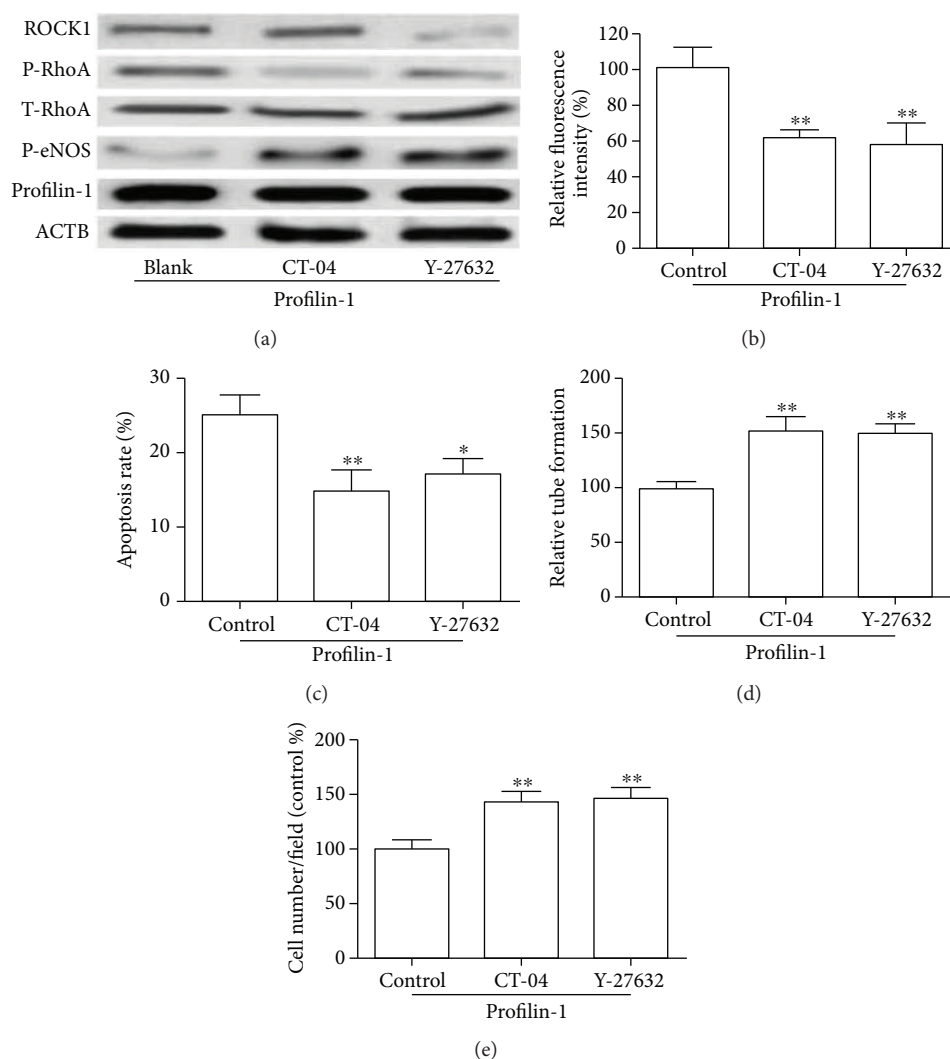 ROCK1
P-RhoA
T-RhoA
P-eNOS
Profilin-1
ACTB
Blank CT-04 Y-27632
Profilin-1
(a)
Relative fluorescence
intensity (%)
120
100
80
60
40
20
0
** **
Control CT-04 Y-27632
Profilin-1
(b)
Apoptosis rate (%)
30
20
10
0
** *
Control CT-04 Y-27632
Profilin-1
(c)
Relative tube formation
200
150
100
50
0
** **
Control CT-04 Y-27632
Profilin-1
(d)
Cell number/field (control %)
200
150
100
50
0
** **
Control CT-04 Y-27632
Profilin-1
(e)